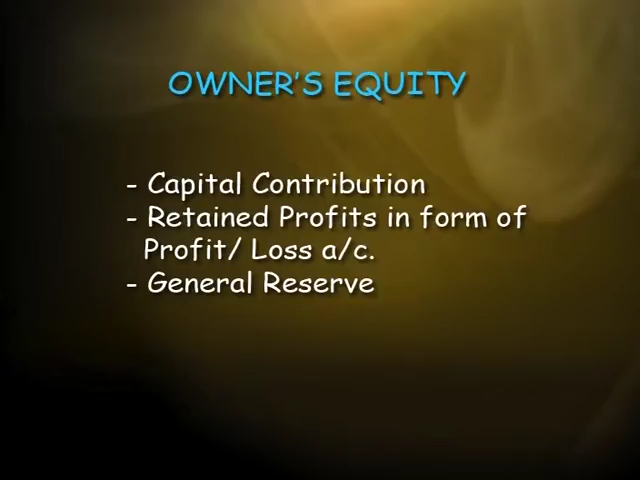 OWNER'S EQUITY
- Capital Contribution
- Retained Profits in form of
Profit/ Loss a/c.
- General Reserve